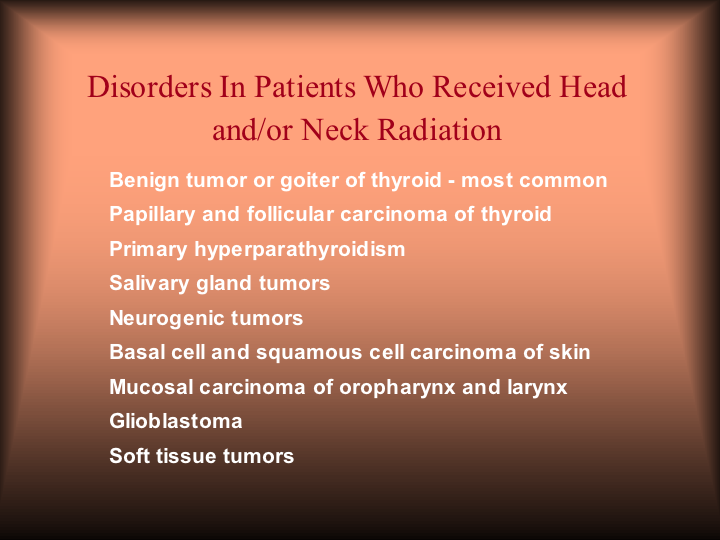 Disorders In Patients Who Received Head
and/or Neck Radiation
Benign tumor or goiter of thyroid - most common
Papillary and follicular carcinoma of thyroid
Primary hyperparathyroidism
Salivary gland tumors
Neurogenic tumors
Basal cell and squamous cell carcinoma of skin
Mucosal carcinoma of oropharynx and larynx
Glioblastoma
Soft tissue tumors